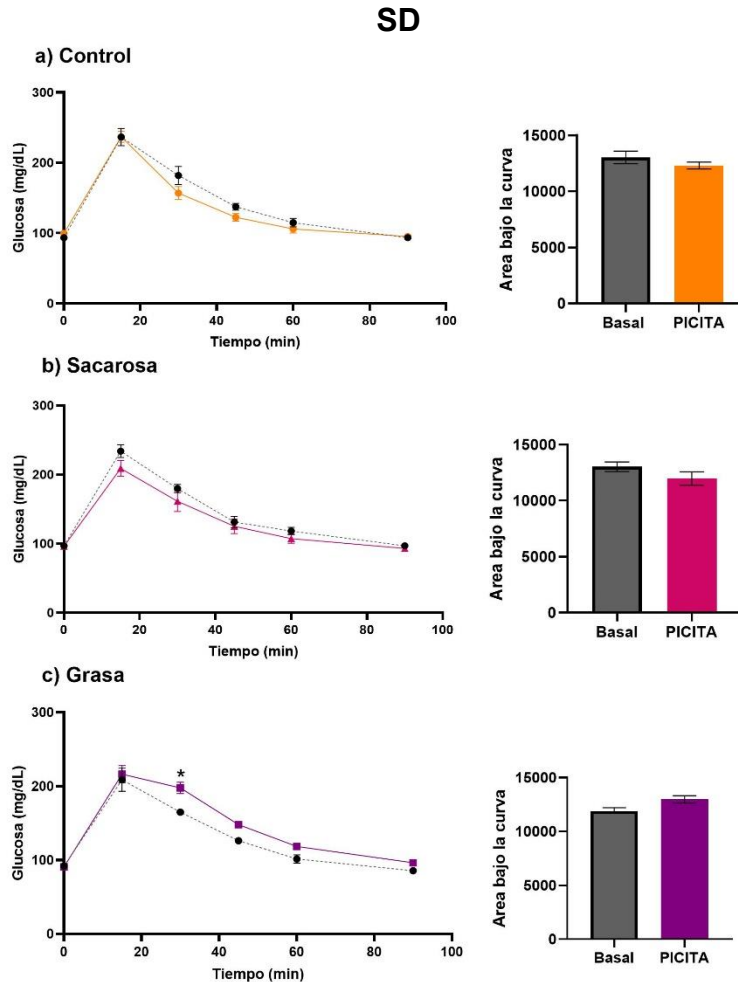 SD
a) Control
300
200
100
0
Glucosa (mg/dL)
0 20 40 60 80 100
Tiempo (min)
15000
10000
5000
0
Area bajo la curva
Basal PICITA
b) Sacarosa
300
200
100
0
Glucosa (mg/dL)
0 20 40 60 80 100
Tiempo (min)
15000
10000
5000
0
Area bajo la curva
Basal PICITA
c) Grasa
300
200
100
0
Glucosa (mg/dL)
*
0 20 40 60 80 100
Tiempo (min)
15000
10000
5000
0
Area bajo la curva
Basal PICITA